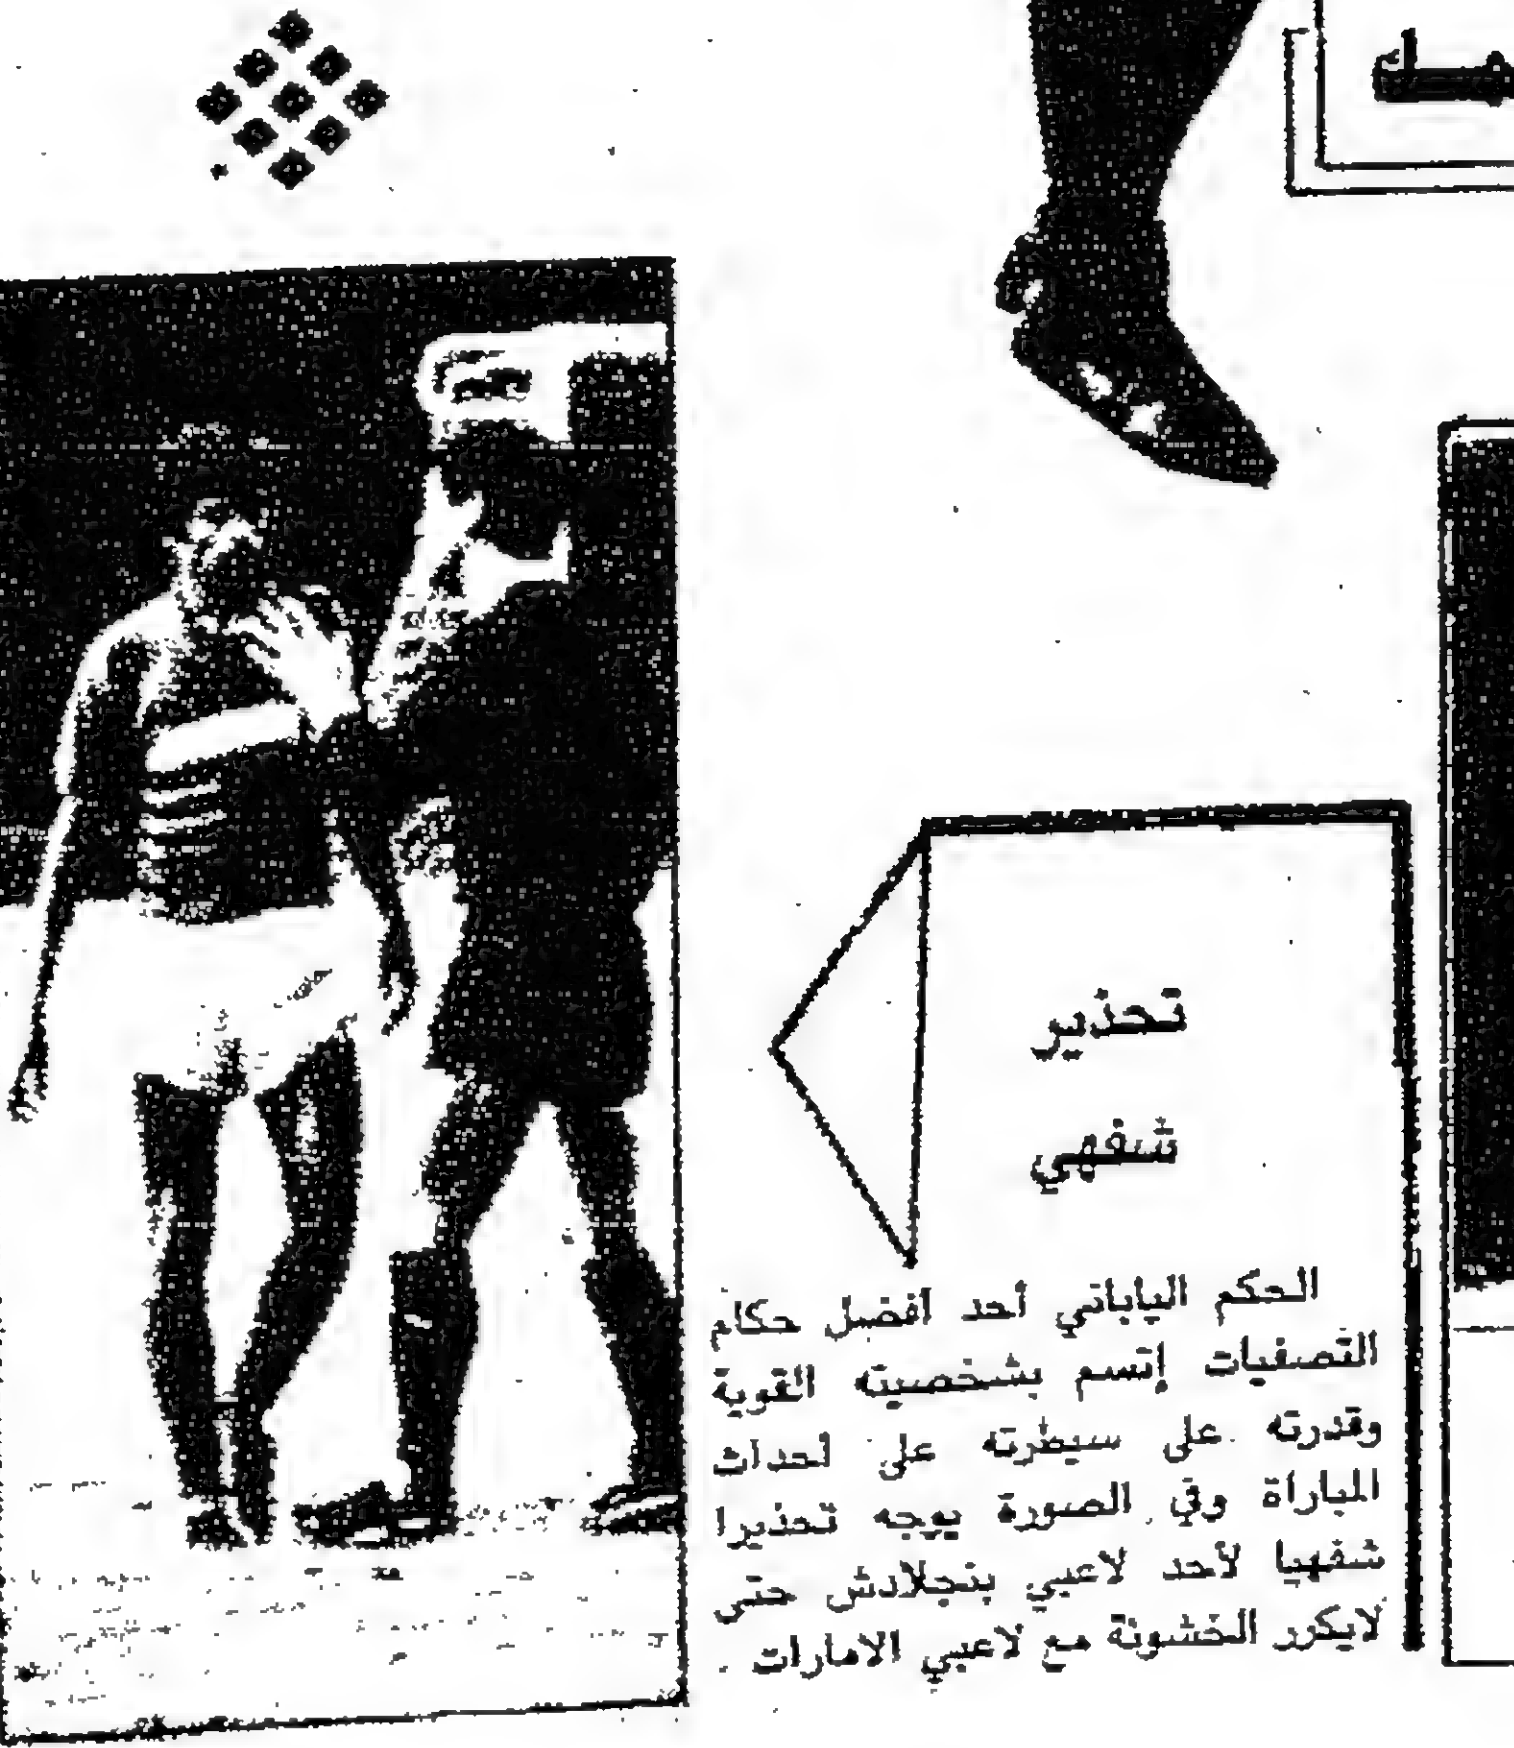 تحذير
شفهي
الحكم الياباني أحد أفضل حكام
التصفيات إتسم بشخصيته القوية
وقدرته على سيطرته على أحداث
المباراة وفي الصورة يوجه تحذيرا
شفهيا لأحد لاعبي بنجلادش حتى
لايكرر الخشونة مع لاعبي الامارات .